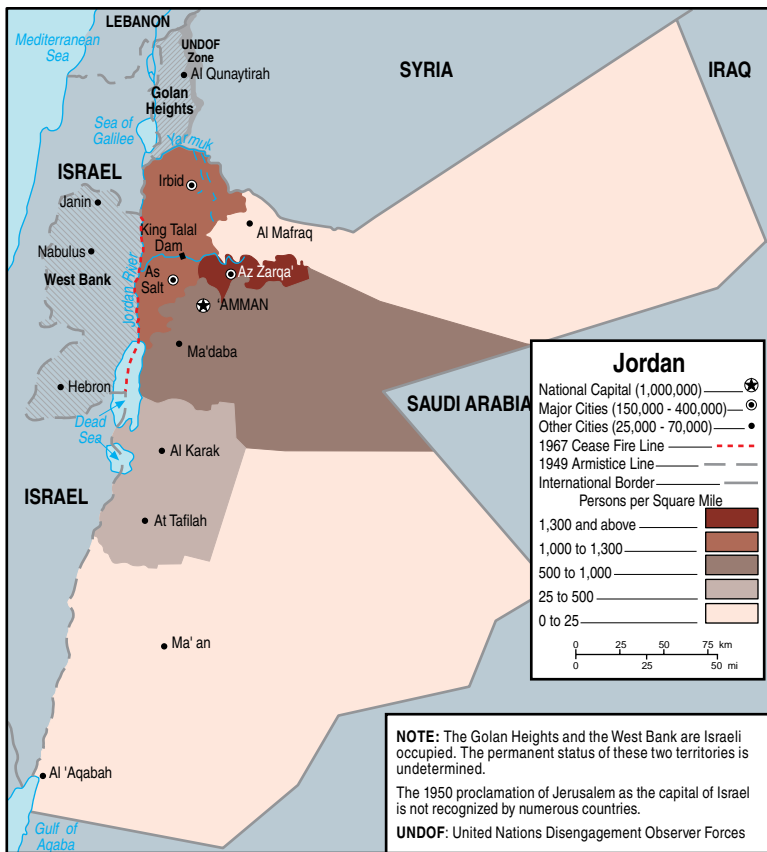 LEBANON
Mediterranean
Sea
UNDOF
Zone
Al Qunaytirah
SYRIA
IRAQ
Golan
Heights
Sea of
Galilee
Yarmuk
ISRAEL
Irbid
Janin
Al Mafraq
King Talal
Dam
Nabulus
West Bank
Jordan River
As
Salt
Az Zarqa'
'AMMAN
Ma'daba
Hebron
Dead
Sea
SAUDI ARABIA
Al Karak
ISRAEL
At Tafilah
Ma' an
Al 'Aqabah
Gulf of
Aqaba
Jordan
National Capital (1,000,000)
Major Cities (150,000 - 400,000)
Other Cities (25,000 - 70,000)
1967 Cease Fire Line
1949 Armistice Line
International Border
Persons per Square Mile
1,300 and above
1,000 to 1,300
500 to 1,000
25 to 500
0 to 25
0 25 50 75 km
0 25 50 mi
NOTE: The Golan Heights and the West Bank are Israeli
occupied. The permanent status of these two territories is
undetermined.
The 1950 proclamation of Jerusalem as the capital of Israel
is not recognized by numerous countries.
UNDOF: United Nations Disengagement Observer Forces